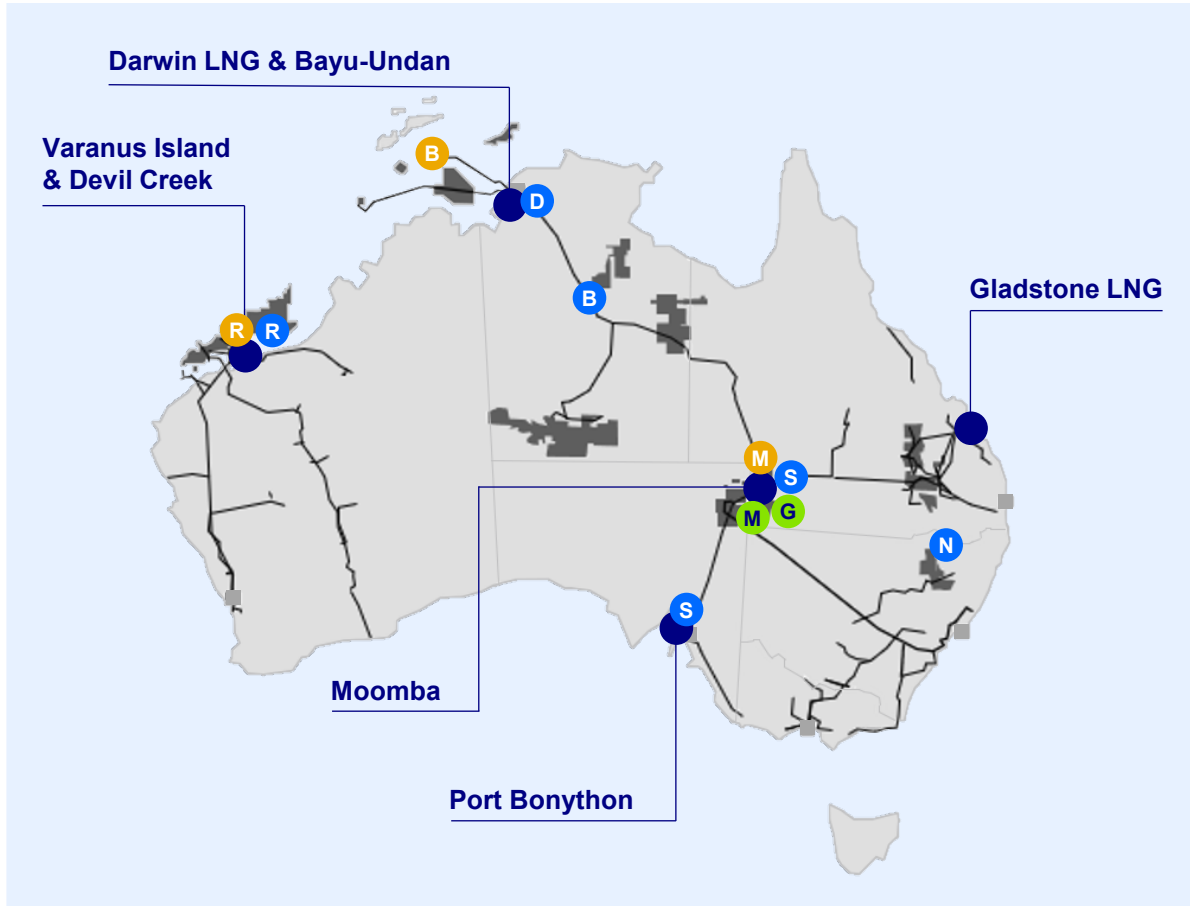 Darwin LNG & Bayu-Undan
Varanus Island
& Devil Creek
B
D
B
Gladstone LNG
R
R
M
S
M
G
N
S
Moomba
Port Bonython